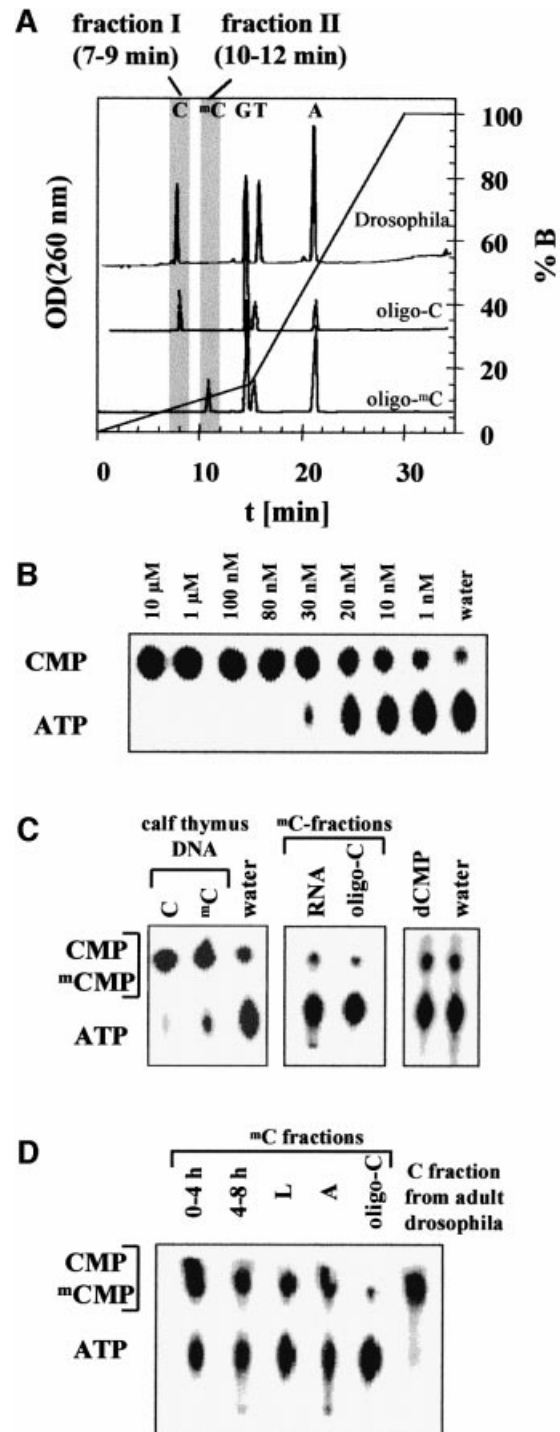 A
fraction I fraction II
(7-9 min) (10-12 min)
C mC G T A
100
80
Drosophila
60
oligo-C
40
20
oligo-mC
0
OD(260 nm)
% B
0 10 20 30
t [min]
B
10 µM 1 µM 100 nM 80 nM 30 nM 20 nM 10 nM 1 nM water
CMP
ATP
C
calf thymus
DNA
mC-fractions
C mC water RNA oligo-C dCMP water
CMP
mCMP
ATP
D
mC fractions
0-4 h 4-8 h L A oligo-C
C fraction
from adult
drosophila
CMP
mCMP
ATP